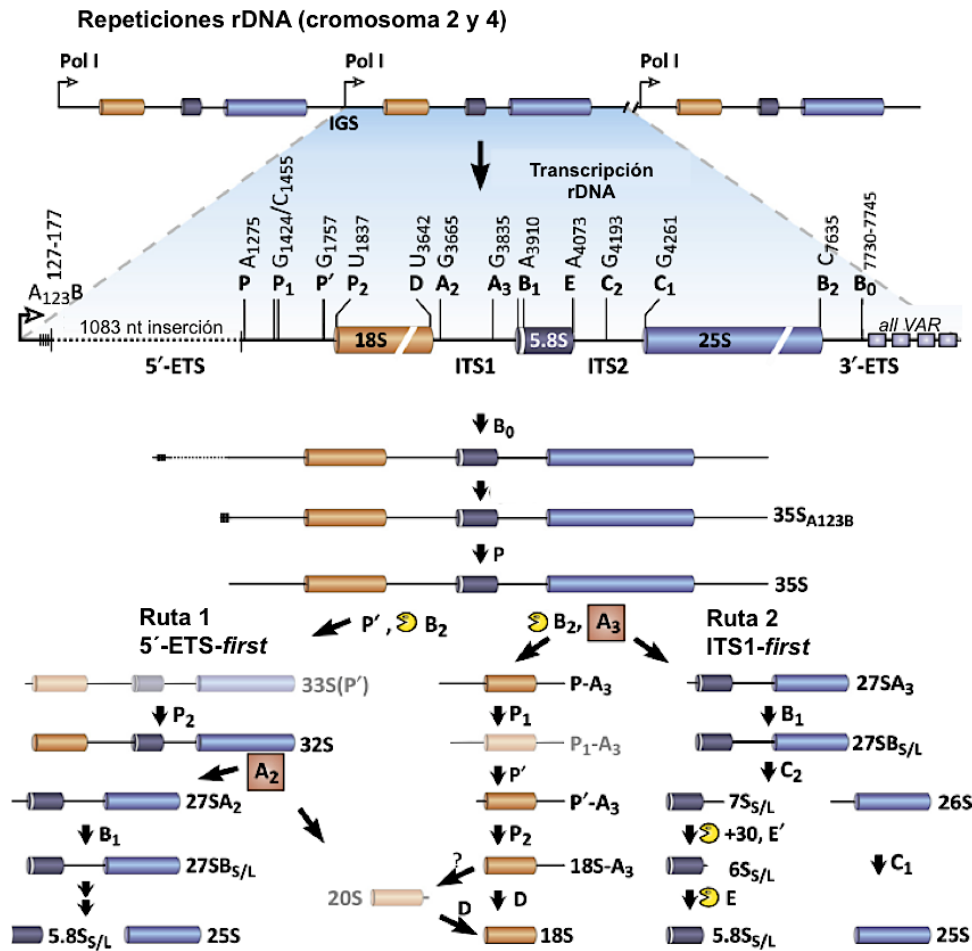 Repeticiones rDNA (cromosoma 2 y 4)
Pol I
Pol I
Pol I
IGS
Transcripción
rDNA
A123B
127-177
A1275
G1424/C1455
G1757
U1837
U3642
G3665
G3835
A3910
A4073
G4193
G4261
C7635
7730-7745
P
P1
P′
P2
D
A2
A3
B1
E
C2
C1
B2
B0
1083 nt inserción
18S
5.8S
25S
all VAR
5′-ETS
ITS1
ITS2
3′-ETS
B0
35SA123B
P
35S
Ruta 1
5´-ETS-first
P′, B2
B2, A3
Ruta 2
ITS1-first
33S(P′)
P-A3
27SA3
P2
P1
B1
32S
P1-A3
27SBS/L
A2
P′
C2
27SA2
P′-A3
7SS/L
26S
B1
P2
+30, E′
27SBS/L
?
18S-A3
6SS/L
C1
20S
D
D
E
5.8SS/L
25S
18S
5.8SS/L
25S